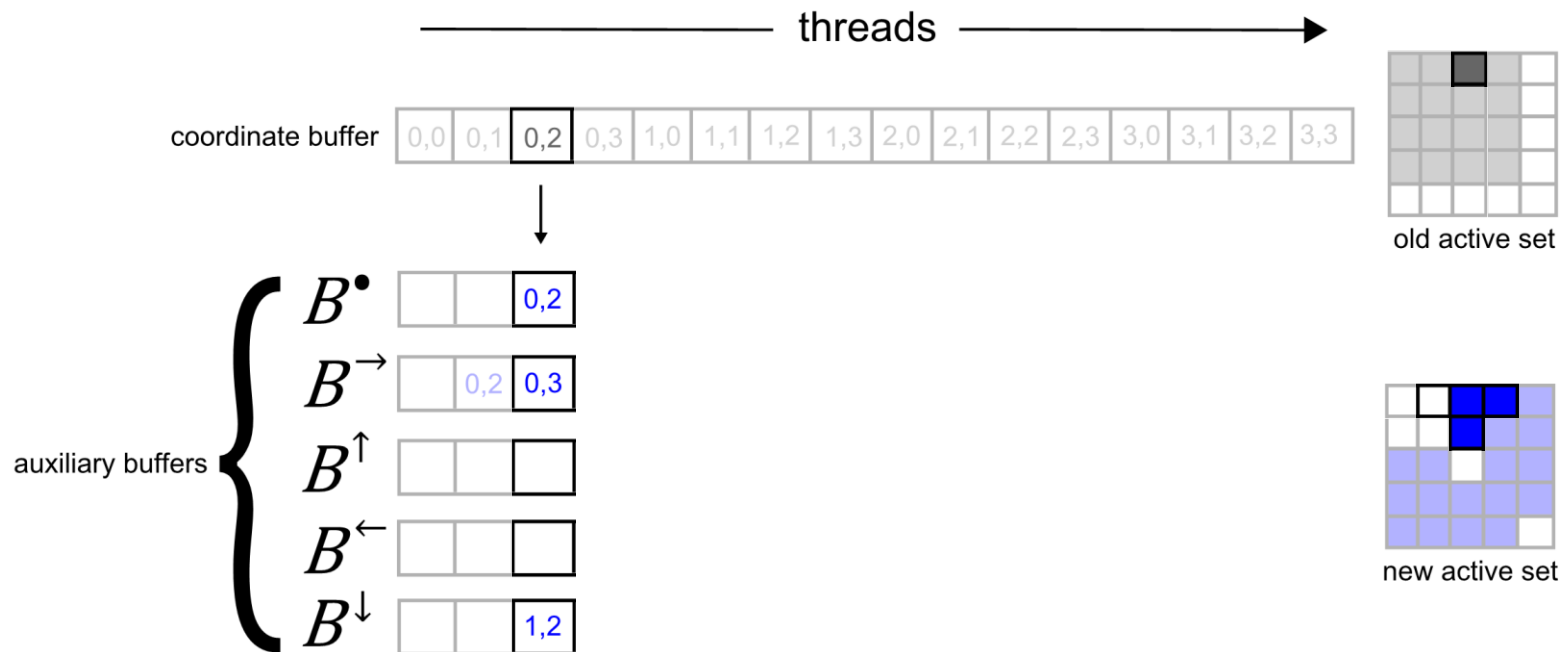 threads
coordinate buffer 0,0 0,1 0,2 0,3 1,0 1,1 1,2 1,3 2,0 2,1 2,2 2,3 3,0 3,1 3,2 3,3
old active set
B• 0,2
B→ 0,2 0,3
B↑
auxiliary buffers
B←
new active set
B↓ 1,2